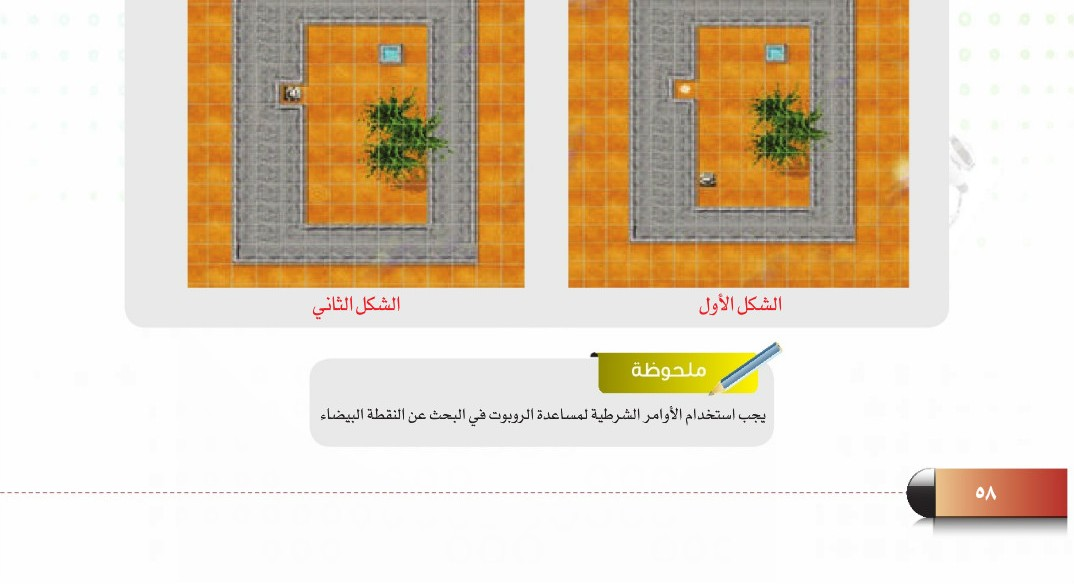 الشكل الأول
الشكل الثاني
ملحوظة
يجب استخدام الأوامر الشرطية لمساعدة الروبوت في البحث عن النقطة البيضاء
٥٨